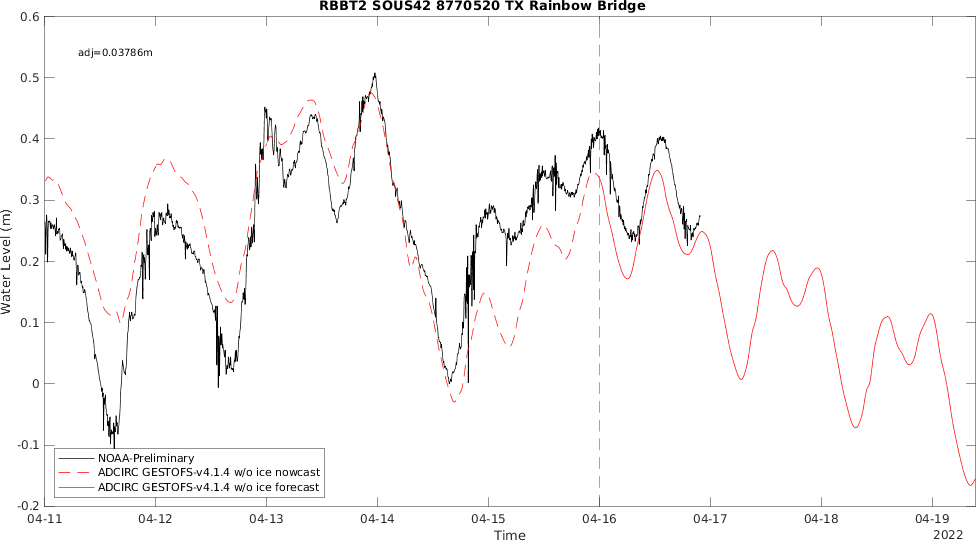 RBBT2 SOUS42 8770520 TX Rainbow Bridge
adj=0.03786m
Water Level (m)
0.6
0.5
0.4
0.3
0.2
0.1
0
-0.1
-0.2
NOAA-Preliminary
ADCIRC GESTOFS-v4.1.4 w/o ice nowcast
ADCIRC GESTOFS-v4.1.4 w/o ice forecast
04-11 04-12 04-13 04-14 04-15 04-16 04-17 04-18 04-19
Time
2022